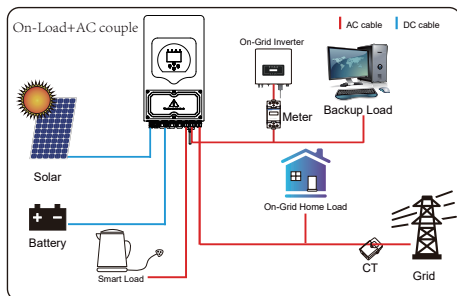 On-Load+AC couple
AC cable
DC cable
On-Grid Inverter
Meter
Backup Load
Solar
On-Grid Home Load
Battery
Smart Load
CT
Grid